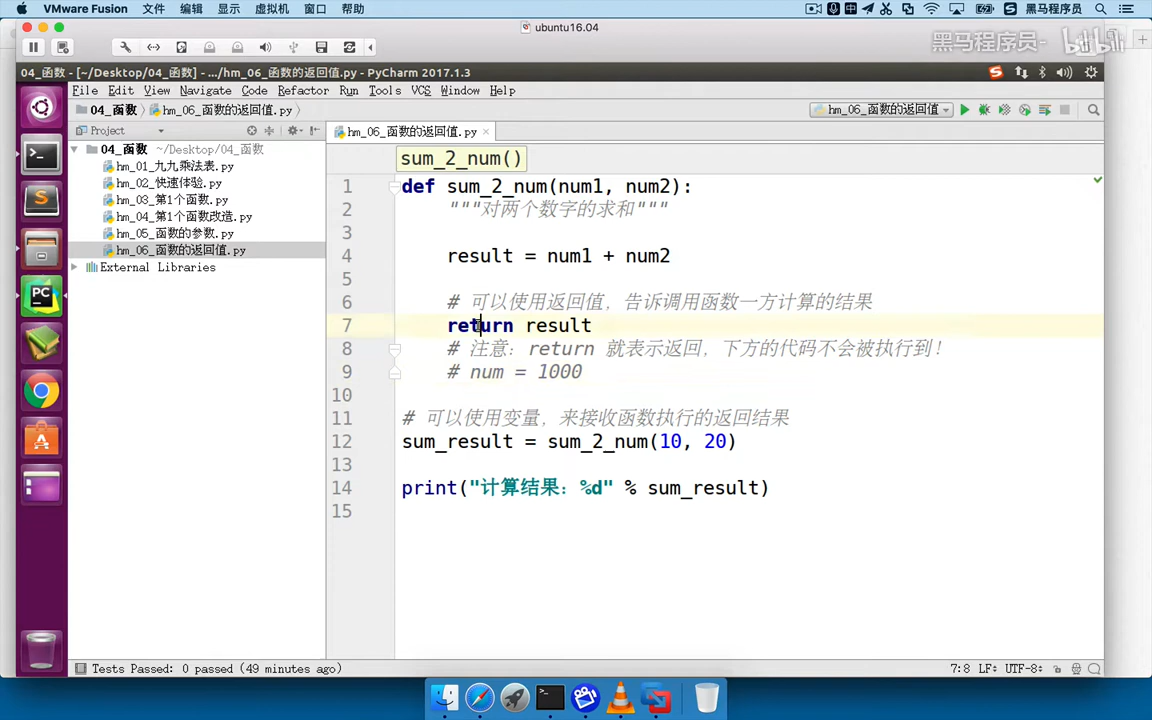 VMware Fusion 文件 编辑 显示 虚拟机 窗口 帮助 黑马程序员
ubuntu16.04
黑马程序员- bilibili
04_函数 - [~/Desktop/04_函数] - .../hm_06_函数的返回值.py - PyCharm 2017.1.3
File Edit View Navigate Code Refactor Run Tools VCS Window Help
04_函数 hm_06_函数的返回值.py hm_06_函数的返回值
Project hm_06_函数的返回值.py
04_函数 ~/Desktop/04_函数
hm_01_九九乘法表.py
hm_02_快速体验.py
hm_03_第1个函数.py
hm_04_第1个函数改造.py
hm_05_函数的参数.py
hm_06_函数的返回值.py
External Libraries
sum_2_num()
1 def sum_2_num(num1, num2):
2 """对两个数字的求和"""
3
4 result = num1 + num2
5
6 # 可以使用返回值，告诉调用函数一方计算的结果
7 return result
8 # 注意：return 就表示返回，下方的代码不会被执行到！
9 # num = 1000
10
11 # 可以使用变量，来接收函数执行的返回结果
12 sum_result = sum_2_num(10, 20)
13
14 print("计算结果：%d" % sum_result)
15
Tests Passed: 0 passed (49 minutes ago) 7:8 LF÷ UTF-8÷